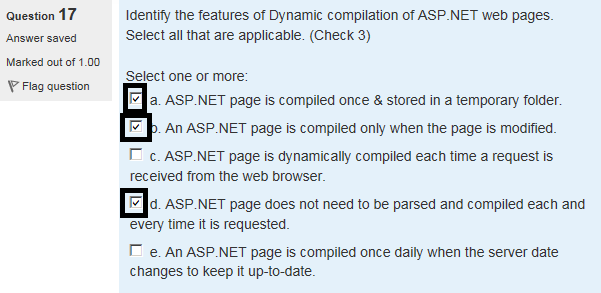 Question 17
Answer saved
Marked out of 1.00
Flag question
Identify the features of Dynamic compilation of ASP.NET web pages.
Select all that are applicable. (Check 3)
Select one or more:
a. ASP.NET page is compiled once & stored in a temporary folder.
b. An ASP.NET page is compiled only when the page is modified.
c. ASP.NET page is dynamically compiled each time a request is
received from the web browser.
d. ASP.NET page does not need to be parsed and compiled each and
every time it is requested.
e. An ASP.NET page is compiled once daily when the server date
changes to keep it up-to-date.